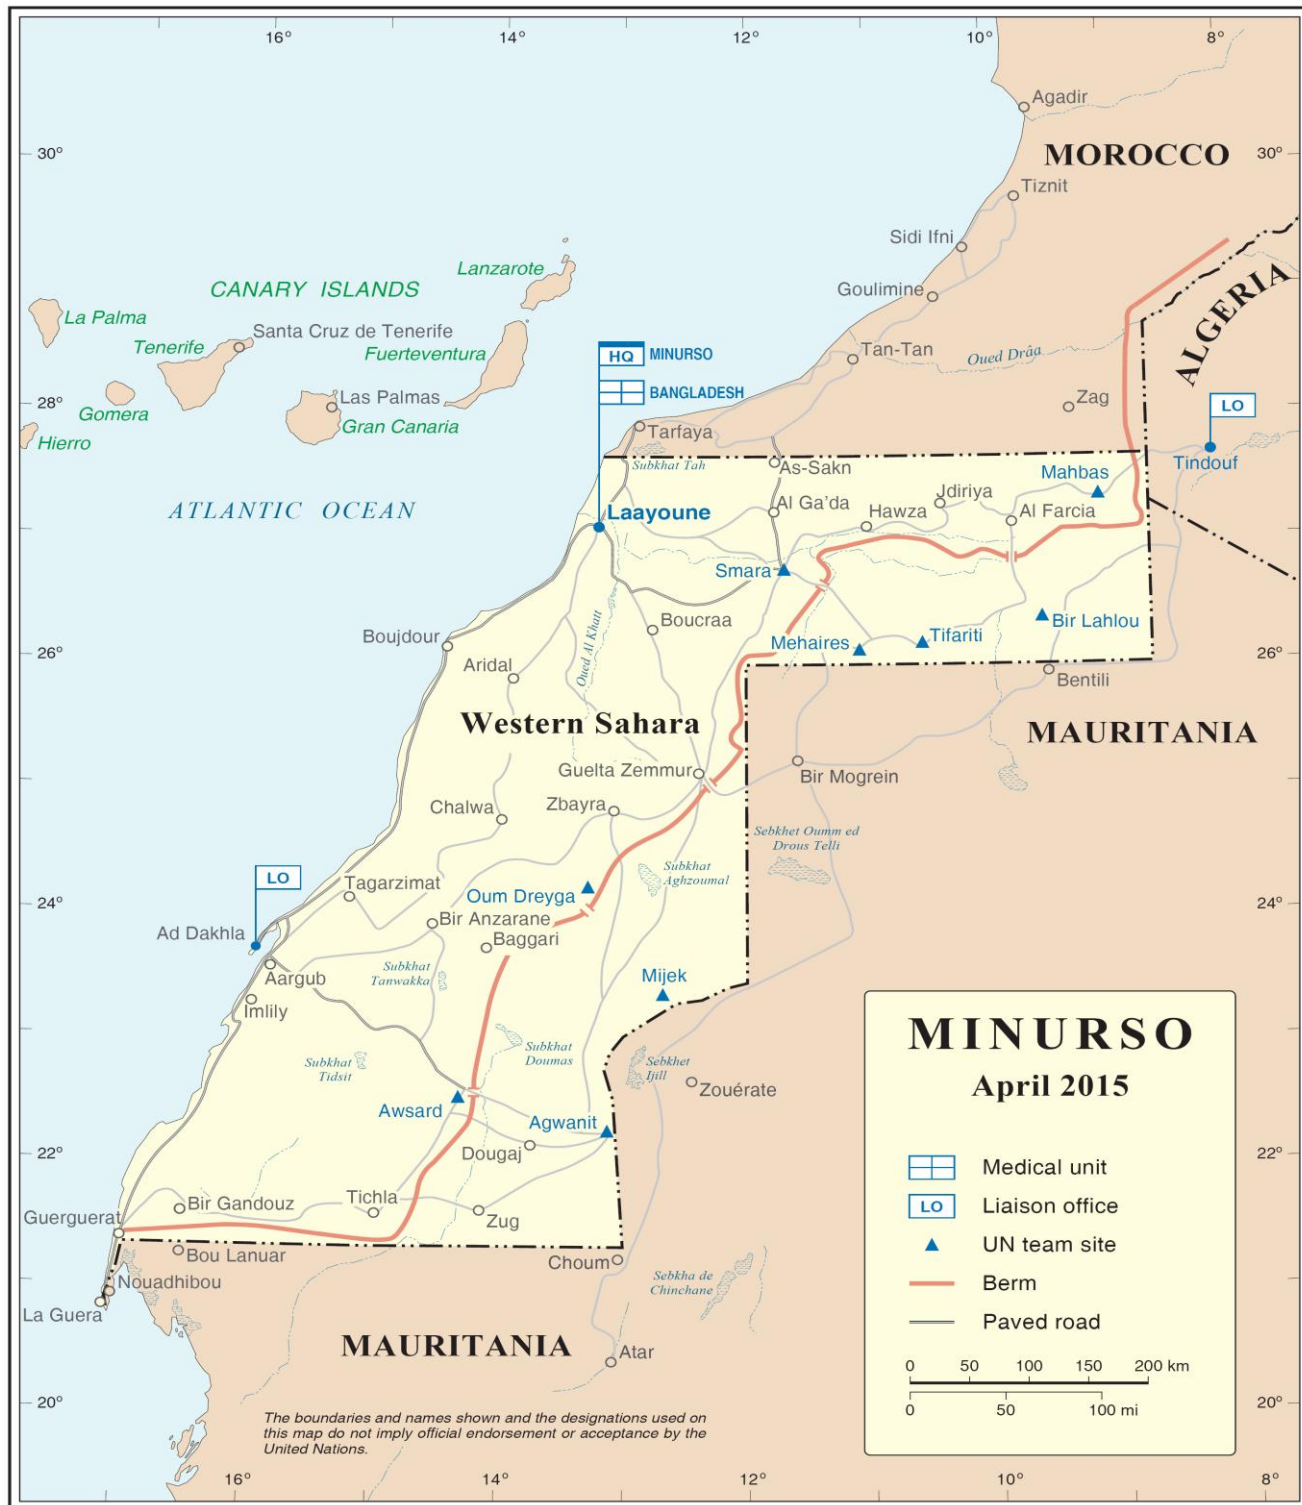 16° 14° 12° 10° 8°
Agadir
30° MOROCCO 30°
Tiznit
Sidi Ifni
Lanzarote
CANARY ISLANDS
Goulimine
ALGERIA
La Palma
Santa Cruz de Tenerife
Tenerife
Fuerteventura
HQ MINURSO
Tan-Tan
Oued Drâa
BANGLADESH
Las Palmas
Zag
LO
28° 28°
Gomera
Gran Canaria
Hierro
Tarfaya
Subkhat Tah
As-Sakn
Mahbas
Tindouf
ATLANTIC OCEAN
Laayoune
Al Ga'da
Jdiriya
Hawza
Al Farcia
Smara
Boucraa
Oued Al Khatt
Bir Lahlou
Boujdour
Mehaires
Tifariti
26° 26°
Aridal
Bentili
Western Sahara
MAURITANIA
Guelta Zemmur
Bir Mogrein
Chalwa
Zbayra
Sebkhet Oumm ed
Drous Telli
Subkhat
Aghzoumal
LO
Tagarzimat
Oum Dreyga
24° 24°
Bir Anzarane
Ad Dakhla
Baggari
Aargub
Subkhat
Tanwakka
Mijek
Imlily
Subkhat
Doumas
Subkhat
Tidsit
Sebkhet
Ijill
Zouérate
Awsard
Agwanit
Dougaj
22° 22°
Bir Gandouz
Tichla
Zug
Guerguerat
Bou Lanuar
Choum
Nouadhibou
Sebkha de
Chinchane
La Guera
MAURITANIA
Atar
20° 20°
MINURSO
April 2015
Medical unit
LO Liaison office
UN team site
Berm
Paved road
0 50 100 150 200 km
0 50 100 mi
The boundaries and names shown and the designations used on
this map do not imply official endorsement or acceptance by the
United Nations.
16° 14° 12° 10° 8°